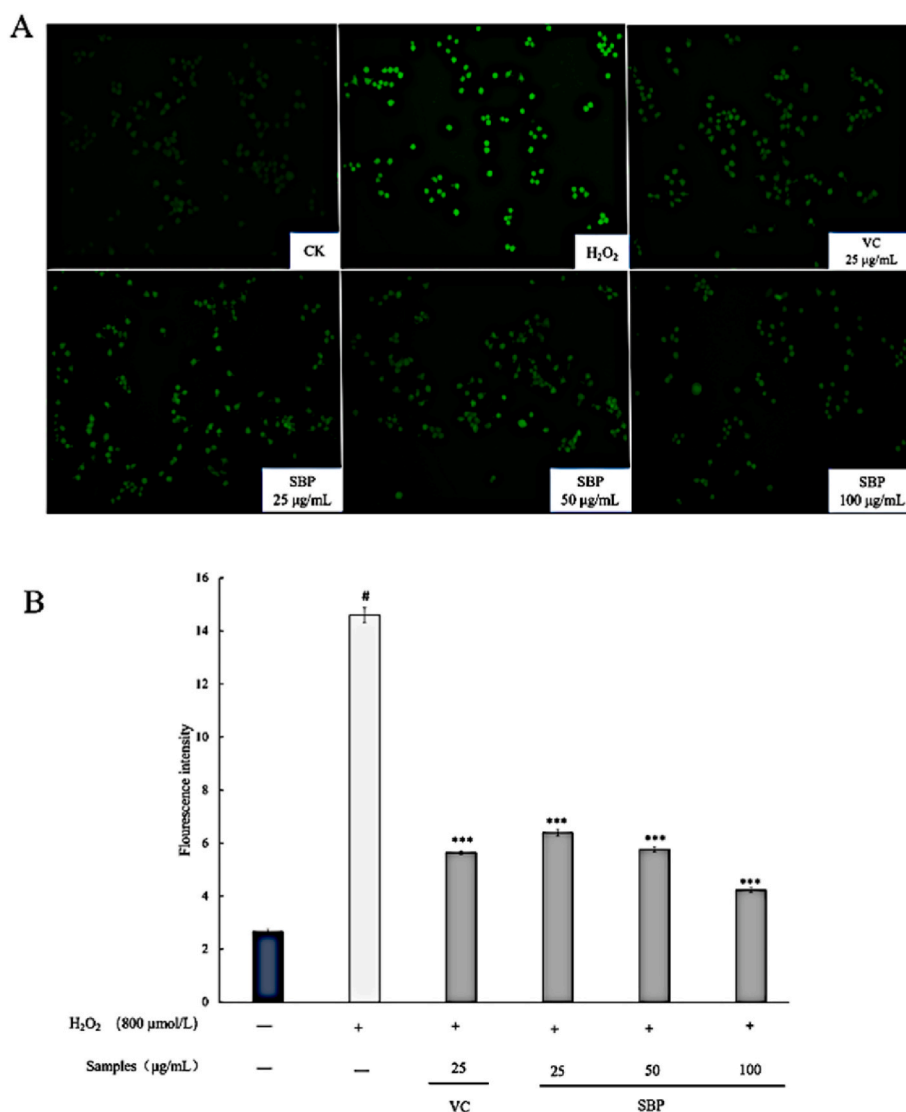 A
CK
H₂O₂
VC
25 µg/mL
SBP
25 µg/mL
SBP
50 µg/mL
SBP
100 µg/mL
B
16
14
12
10
8
6
4
2
0
Flourescence intensity
#
***
***
***
***
H₂O₂ (800 µmol/L) — + + + + +
Samples（µg/mL) — — 25 25 50 100
VC SBP